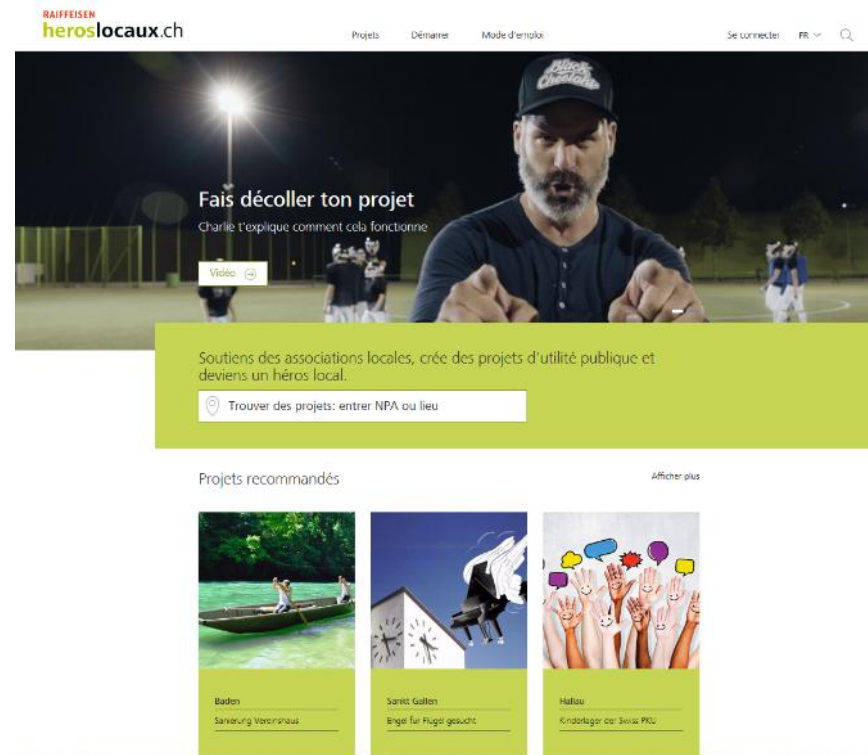 RAIFFEISEN
heroslocaux.ch
Projets Démarrer Mode d'emploi Se connecter FR
Black
Cheetahs
Fais décoller ton projet
Charlie t'explique comment cela fonctionne
Vidéo
Soutiens des associations locales, crée des projets d'utilité publique et
deviens un héros local.
Trouver des projets: entrer NPA ou lieu
Projets recommandés Afficher plus
Baden Sankt Gallen Hallau
Sanierung Vereinshaus Engel für Flügel gesucht Kinderlager der Swiss PKU